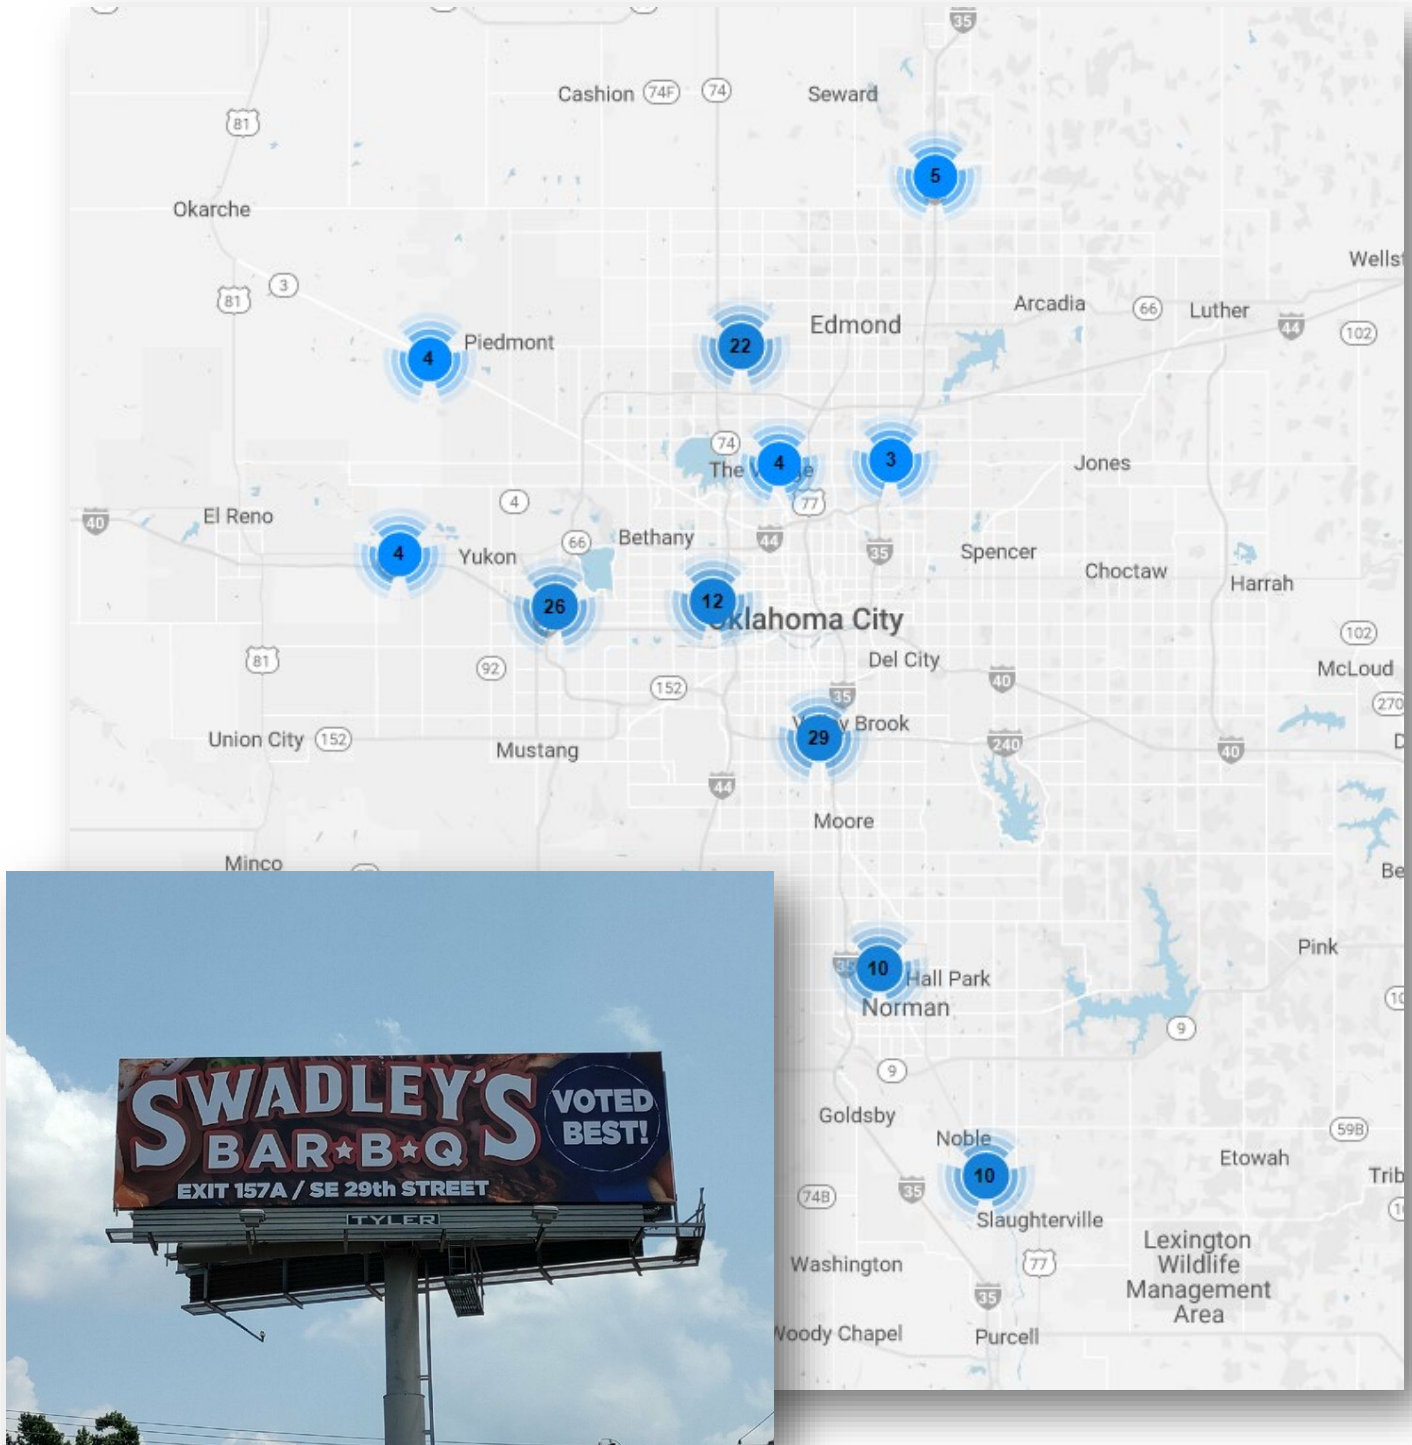 35
Cashion
74F
74
Seward
81
5
Okarche
3
81
Arcadia
66
Luther
44
102
Edmond
22
Piedmont
4
74
4
3
Jones
The
77
4
El Reno
40
4
Yukon
66
Bethany
44
35
Spencer
Choctaw
Harrah
26
12
Oklahoma City
102
81
92
152
Del City
40
McLoud
35
270
Union City
152
Mustang
29
Brook
240
40
44
Moore
Minco
35
10
Hall Park
Norman
Pink
9
9
Goldsby
59B
Noble
10
Etowah
74B
35
Slaughterville
Washington
77
Lexington
Wildlife
Management
Area
35
Woody Chapel
Purcell
SWADLEY'S
BAR★B★Q
VOTED
BEST!
EXIT 157A / SE 29th STREET
TYLER